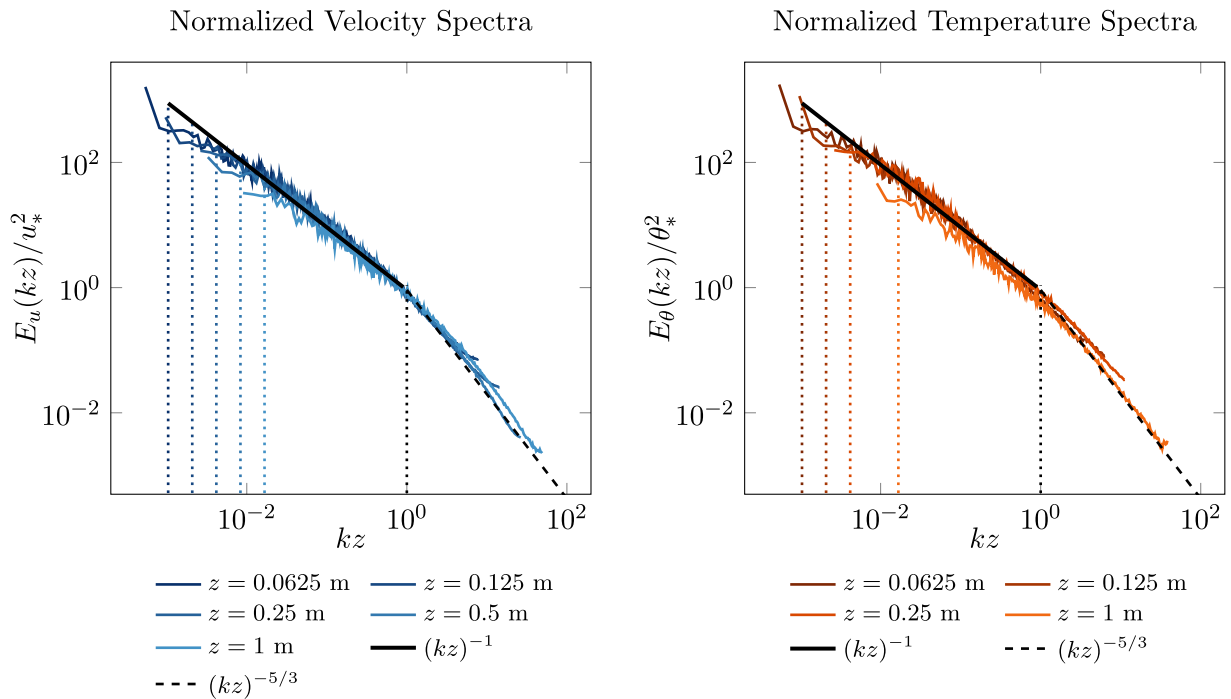 Normalized Velocity Spectra
E_u(kz)/u_*^2
10^2
10^0
10^{-2}
10^{-2} 10^0 10^2
kz
z = 0.0625 m z = 0.125 m
z = 0.25 m z = 0.5 m
z = 1 m (kz)^{-1}
(kz)^{-5/3}
Normalized Temperature Spectra
E_θ(kz)/θ_*^2
10^2
10^0
10^{-2}
10^{-2} 10^0 10^2
kz
z = 0.0625 m z = 0.125 m
z = 0.25 m z = 1 m
(kz)^{-1} (kz)^{-5/3}